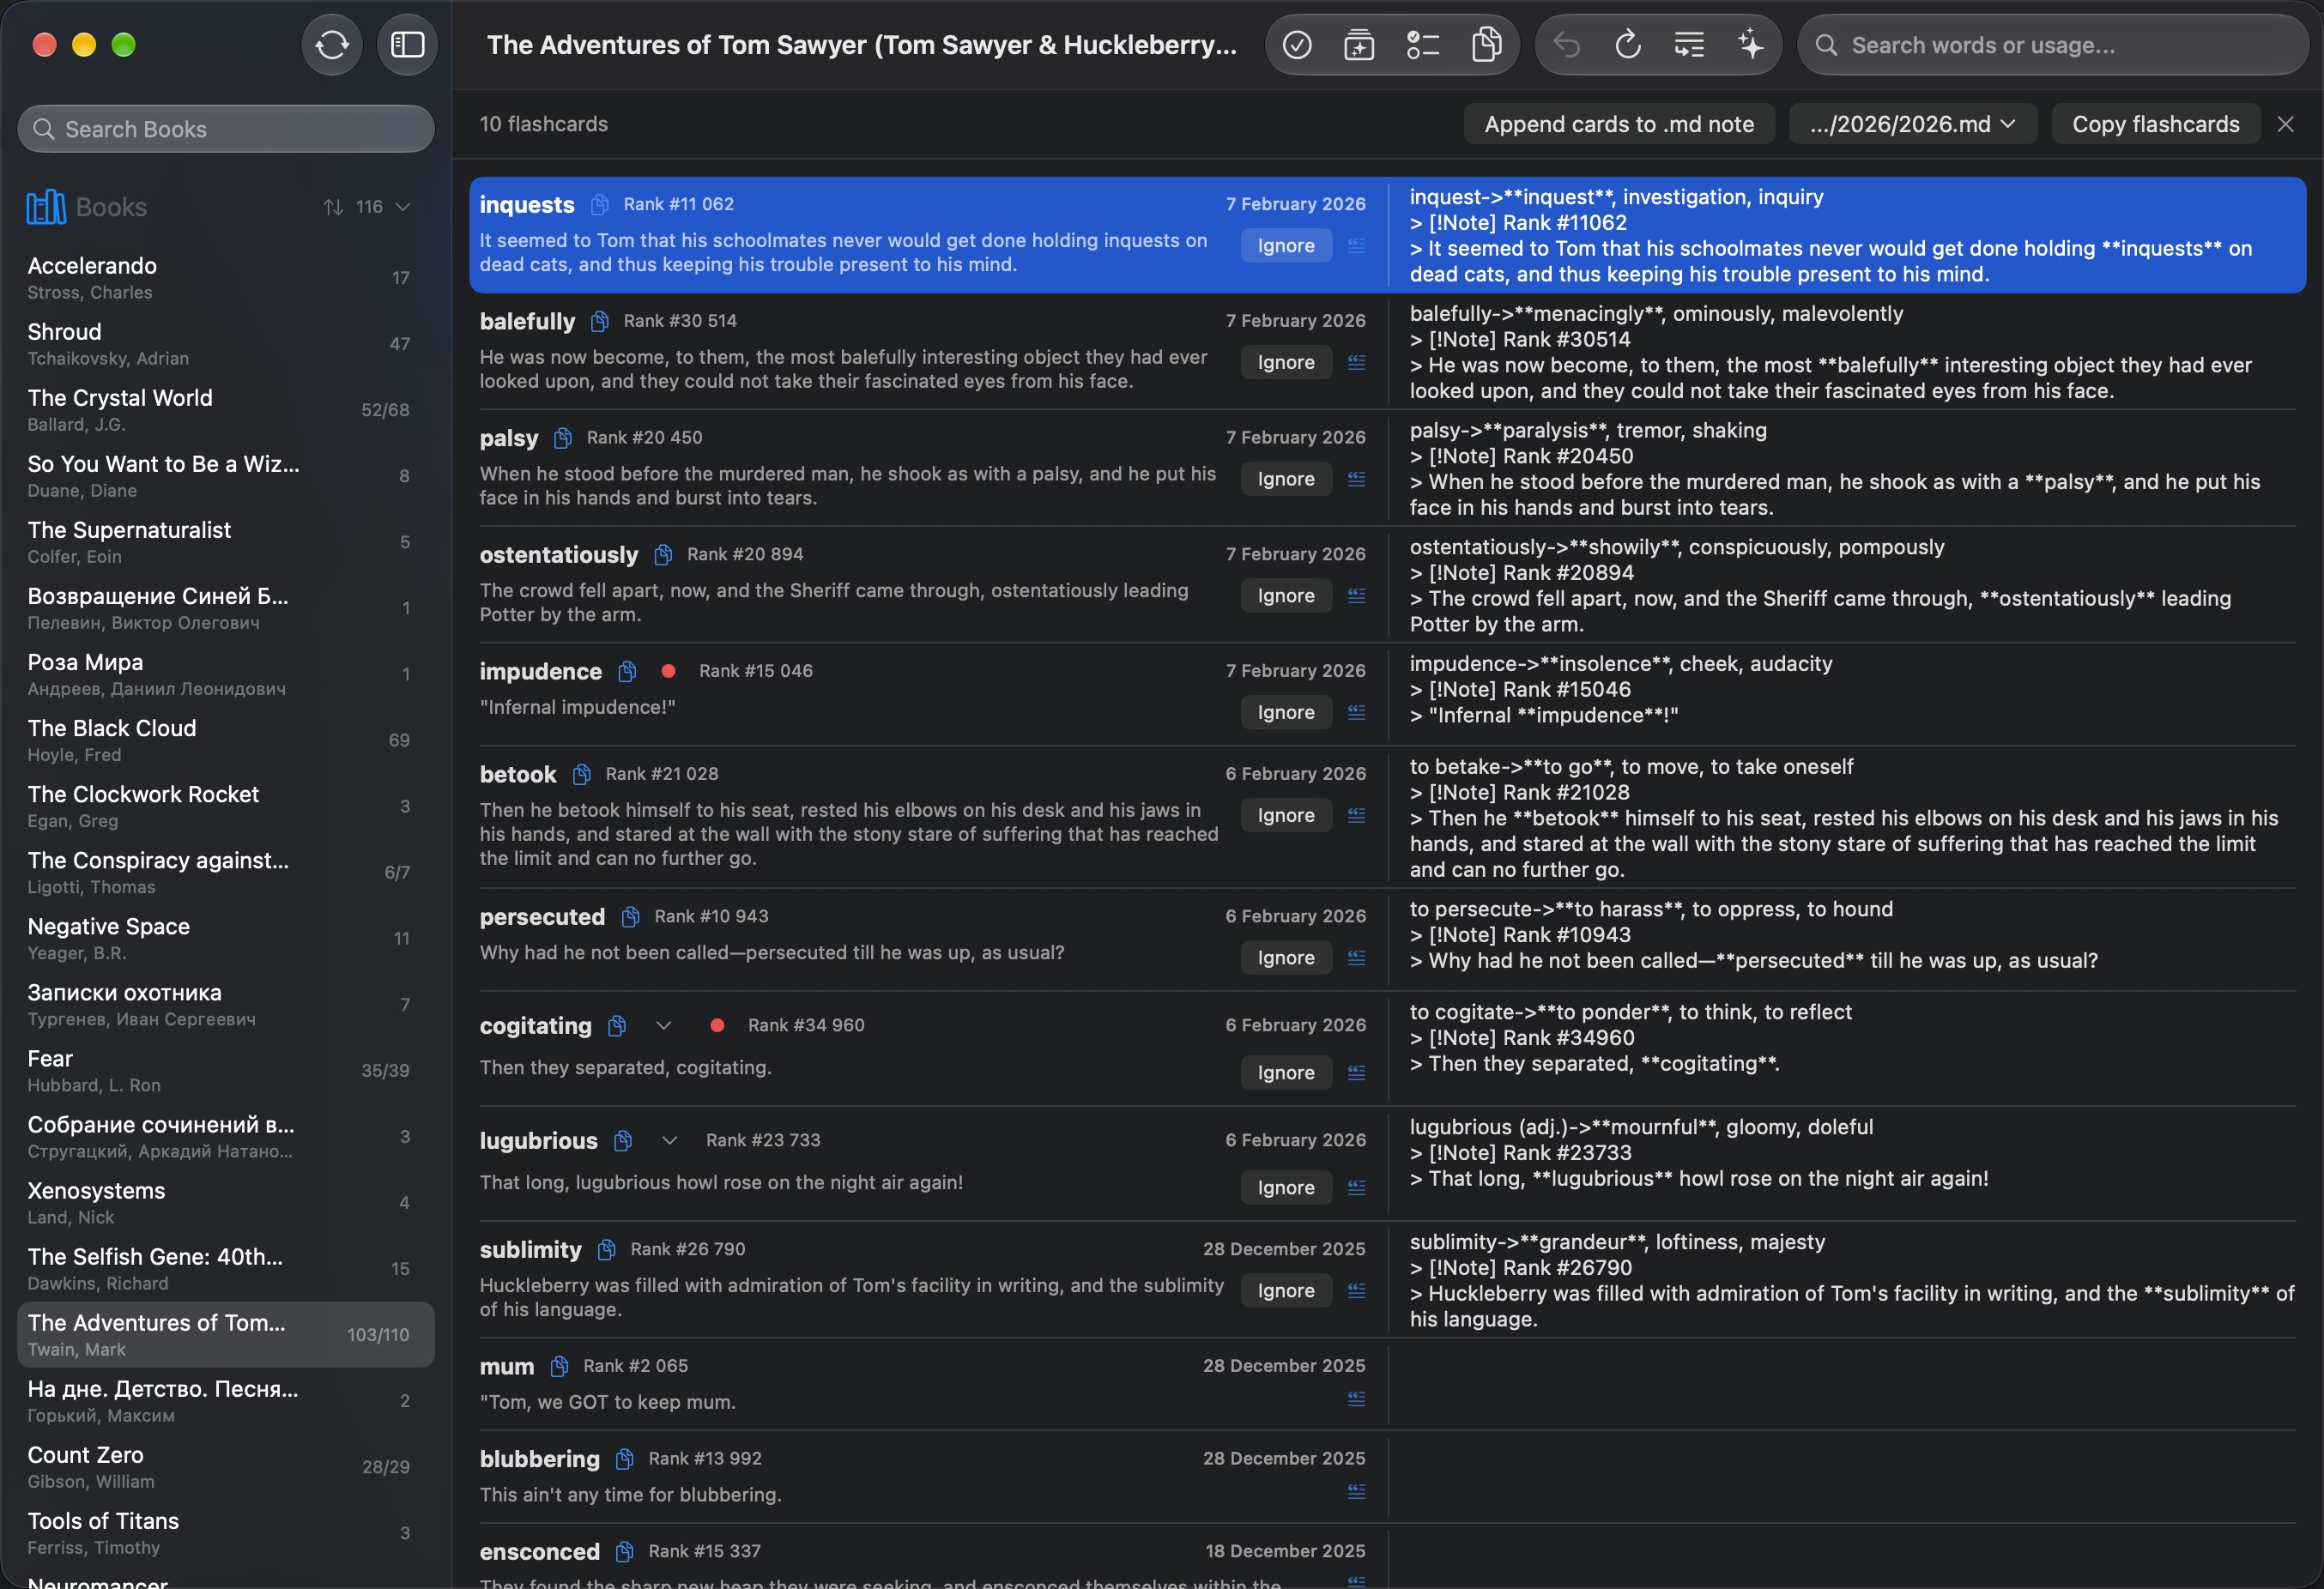 The Adventures of Tom Sawyer (Tom Sawyer & Huckleberry...
Search words or usage...
Search Books
10 flashcards
Append cards to .md note
.../2026/2026.md
Copy flashcards
Books
116
Accelerando
Stross, Charles
17
Shroud
Tchaikovsky, Adrian
47
The Crystal World
Ballard, J.G.
52/68
So You Want to Be a Wiz...
Duane, Diane
8
The Supernaturalist
Colfer, Eoin
5
Возвращение Синей Б...
Пелевин, Виктор Олегович
1
Роза Мира
Андреев, Даниил Леонидович
1
The Black Cloud
Hoyle, Fred
69
The Clockwork Rocket
Egan, Greg
3
The Conspiracy against...
Ligotti, Thomas
6/7
Negative Space
Yeager, B.R.
11
Записки охотника
Тургенев, Иван Сергеевич
7
Fear
Hubbard, L. Ron
35/39
Собрание сочинений в...
Стругацкий, Аркадий Натано...
3
Xenosystems
Land, Nick
4
The Selfish Gene: 40th...
Dawkins, Richard
15
The Adventures of Tom...
Twain, Mark
103/110
На дне. Детство. Песня...
Горький, Максим
2
Count Zero
Gibson, William
28/29
Tools of Titans
Ferriss, Timothy
3
Neuromancer
inquests
Rank #11 062
7 February 2026
It seemed to Tom that his schoolmates never would get done holding inquests on
dead cats, and thus keeping his trouble present to his mind.
Ignore
inquest->**inquest**, investigation, inquiry
> [!Note] Rank #11062
> It seemed to Tom that his schoolmates never would get done holding **inquests** on
dead cats, and thus keeping his trouble present to his mind.
balefully
Rank #30 514
7 February 2026
He was now become, to them, the most balefully interesting object they had ever
looked upon, and they could not take their fascinated eyes from his face.
Ignore
balefully->**menacingly**, ominously, malevolently
> [!Note] Rank #30514
> He was now become, to them, the most **balefully** interesting object they had ever
looked upon, and they could not take their fascinated eyes from his face.
palsy
Rank #20 450
7 February 2026
When he stood before the murdered man, he shook as with a palsy, and he put his
face in his hands and burst into tears.
Ignore
palsy->**paralysis**, tremor, shaking
> [!Note] Rank #20450
> When he stood before the murdered man, he shook as with a **palsy**, and he put his
face in his hands and burst into tears.
ostentatiously
Rank #20 894
7 February 2026
The crowd fell apart, now, and the Sheriff came through, ostentatiously leading
Potter by the arm.
Ignore
ostentatiously->**showily**, conspicuously, pompously
> [!Note] Rank #20894
> The crowd fell apart, now, and the Sheriff came through, **ostentatiously** leading
Potter by the arm.
impudence
Rank #15 046
7 February 2026
"Infernal impudence!"
Ignore
impudence->**insolence**, cheek, audacity
> [!Note] Rank #15046
> "Infernal **impudence**!"
betook
Rank #21 028
6 February 2026
Then he betook himself to his seat, rested his elbows on his desk and his jaws in
his hands, and stared at the wall with the stony stare of suffering that has reached
the limit and can no further go.
Ignore
to betake->**to go**, to move, to take oneself
> [!Note] Rank #21028
> Then he **betook** himself to his seat, rested his elbows on his desk and his jaws in his
hands, and stared at the wall with the stony stare of suffering that has reached the limit
and can no further go.
persecuted
Rank #10 943
6 February 2026
Why had he not been called—persecuted till he was up, as usual?
Ignore
to persecute->**to harass**, to oppress, to hound
> [!Note] Rank #10943
> Why had he not been called—**persecuted** till he was up, as usual?
cogitating
Rank #34 960
6 February 2026
Then they separated, cogitating.
Ignore
to cogitate->**to ponder**, to think, to reflect
> [!Note] Rank #34960
> Then they separated, **cogitating**.
lugubrious
Rank #23 733
6 February 2026
That long, lugubrious howl rose on the night air again!
Ignore
lugubrious (adj.)->**mournful**, gloomy, doleful
> [!Note] Rank #23733
> That long, **lugubrious** howl rose on the night air again!
sublimity
Rank #26 790
28 December 2025
Huckleberry was filled with admiration of Tom's facility in writing, and the sublimity
of his language.
Ignore
sublimity->**grandeur**, loftiness, majesty
> [!Note] Rank #26790
> Huckleberry was filled with admiration of Tom's facility in writing, and the **sublimity** of
his language.
mum
Rank #2 065
28 December 2025
"Tom, we GOT to keep mum.
blubbering
Rank #13 992
28 December 2025
This ain't any time for blubbering.
ensconced
Rank #15 337
18 December 2025
They found the sharp new heap they were seeking, and ensconced themselves within the